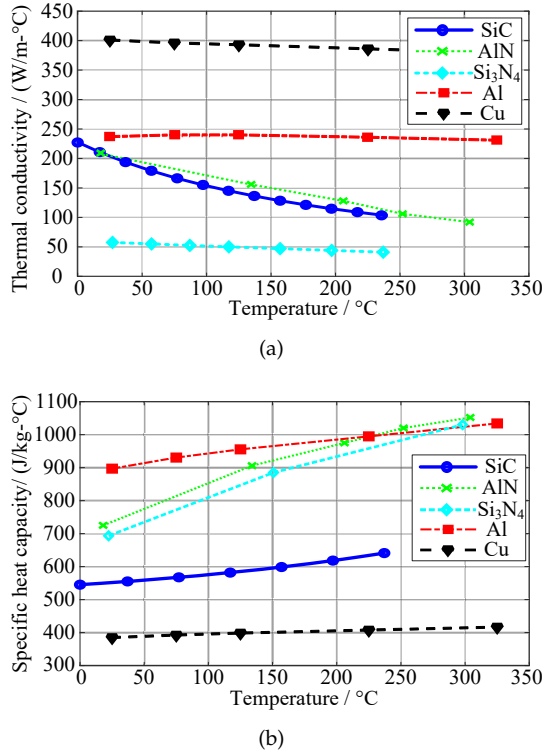 Thermal conductivity / (W/m-°C)
450
400
350
300
250
200
150
100
50
0
0 50 100 150 200 250 300 350
Temperature / °C
SiC
AlN
Si₃N₄
Al
Cu
(a)
Specific heat capacity/ (J/kg-°C)
1100
1000
900
800
700
600
500
400
300
0 50 100 150 200 250 300 350
Temperature / °C
SiC
AlN
Si₃N₄
Al
Cu
(b)